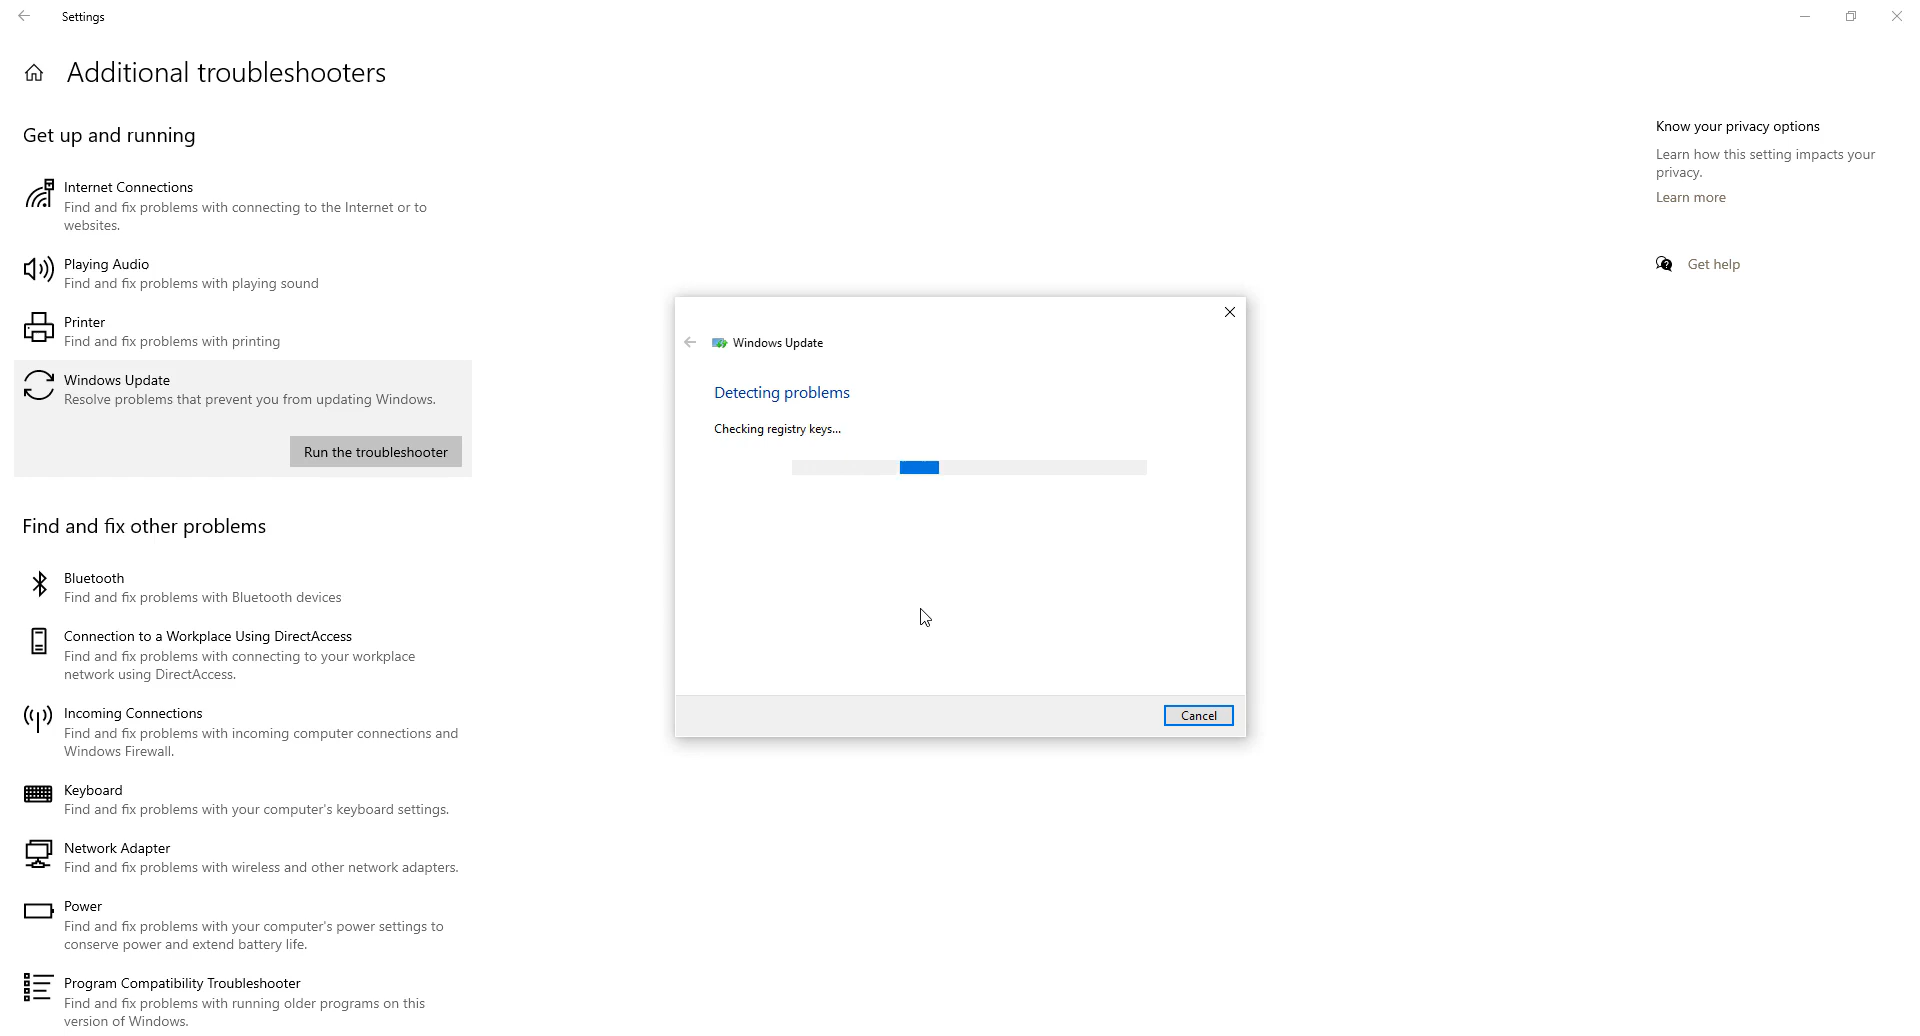 Settings
Additional troubleshooters
Get up and running
Internet Connections
Find and fix problems with connecting to the Internet or to
websites.
Playing Audio
Find and fix problems with playing sound
Printer
Find and fix problems with printing
Windows Update
Resolve problems that prevent you from updating Windows.
Run the troubleshooter
Find and fix other problems
Bluetooth
Find and fix problems with Bluetooth devices
Connection to a Workplace Using DirectAccess
Find and fix problems with connecting to your workplace
network using DirectAccess.
Incoming Connections
Find and fix problems with incoming computer connections and
Windows Firewall.
Keyboard
Find and fix problems with your computer's keyboard settings.
Network Adapter
Find and fix problems with wireless and other network adapters.
Power
Find and fix problems with your computer's power settings to
conserve power and extend battery life.
Program Compatibility Troubleshooter
Find and fix problems with running older programs on this
version of Windows.
Windows Update
Detecting problems
Checking registry keys...
Cancel
Know your privacy options
Learn how this setting impacts your
privacy.
Learn more
Get help